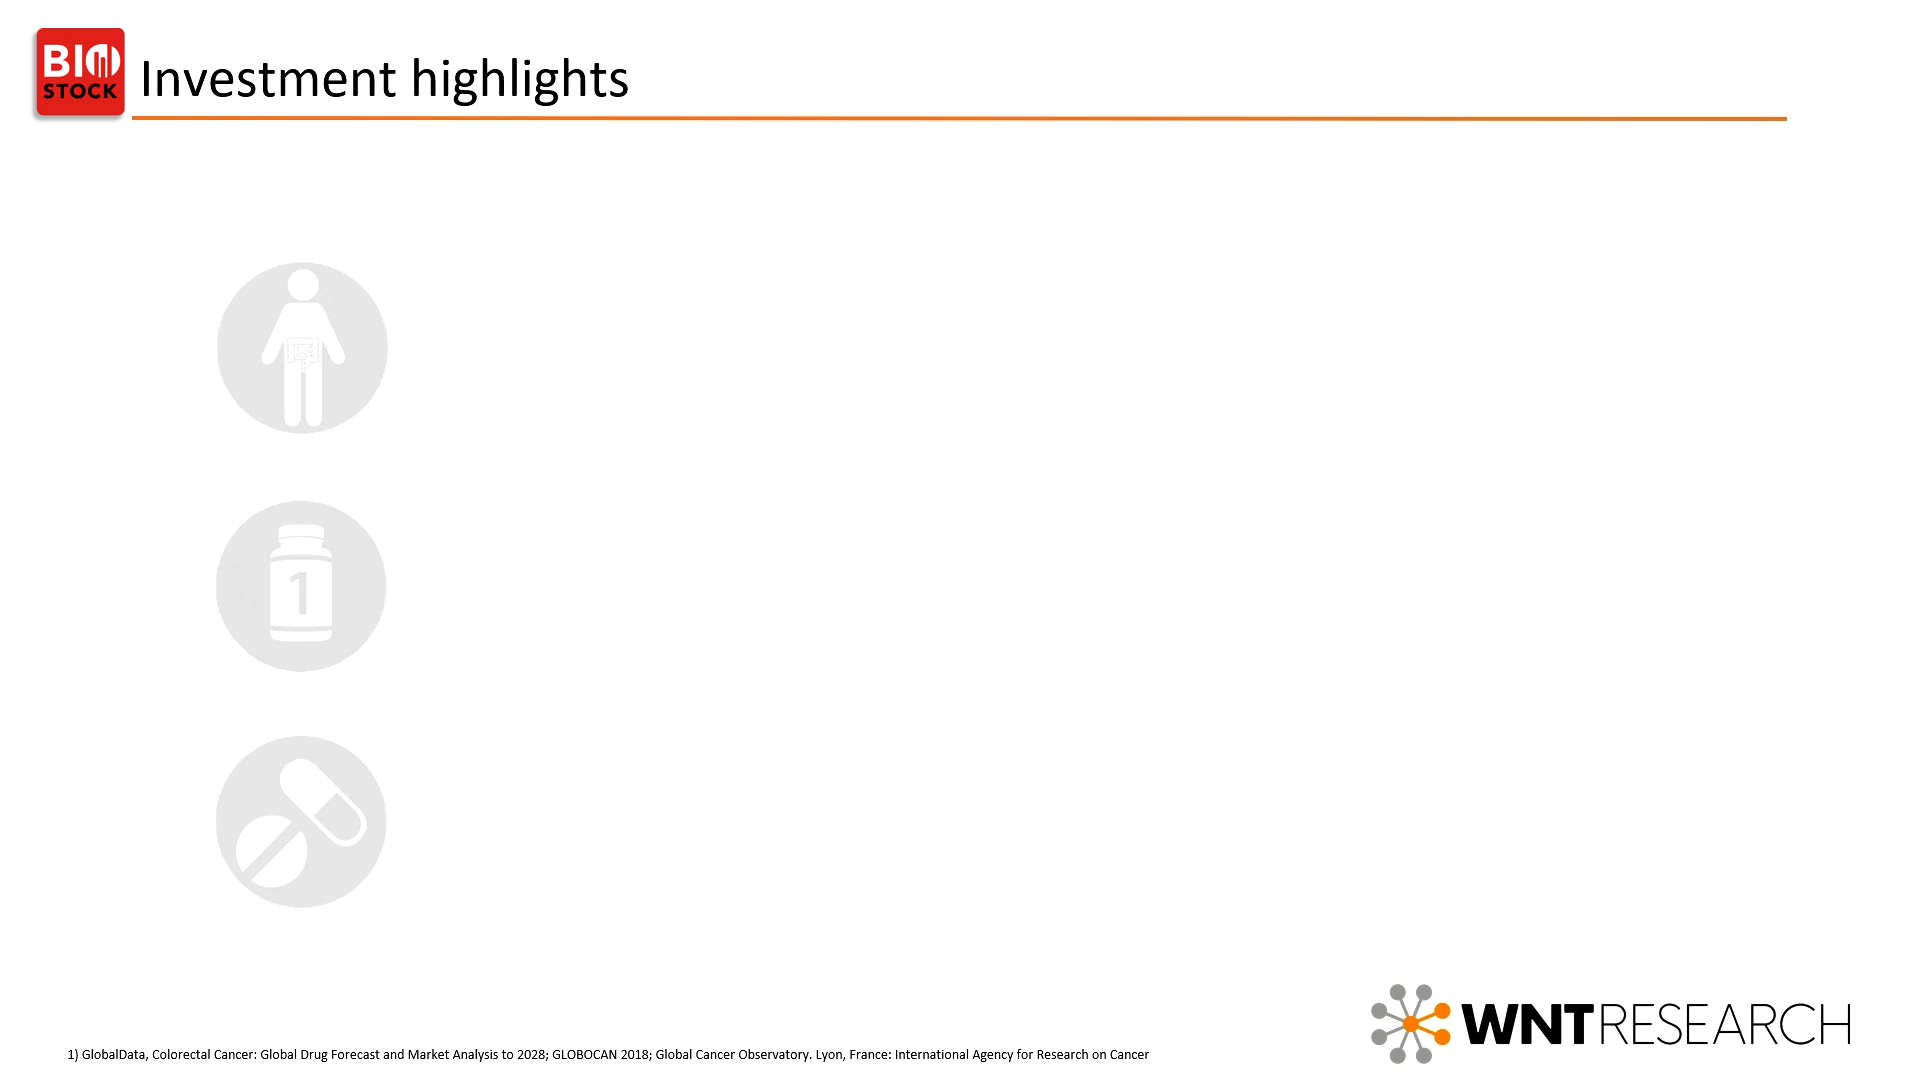 BIO
STOCK
Investment highlights
1
WNTRESEARCH
1) GlobalData, Colorectal Cancer: Global Drug Forecast and Market Analysis to 2028; GLOBOCAN 2018; Global Cancer Observatory. Lyon, France: International Agency for Research on Cancer